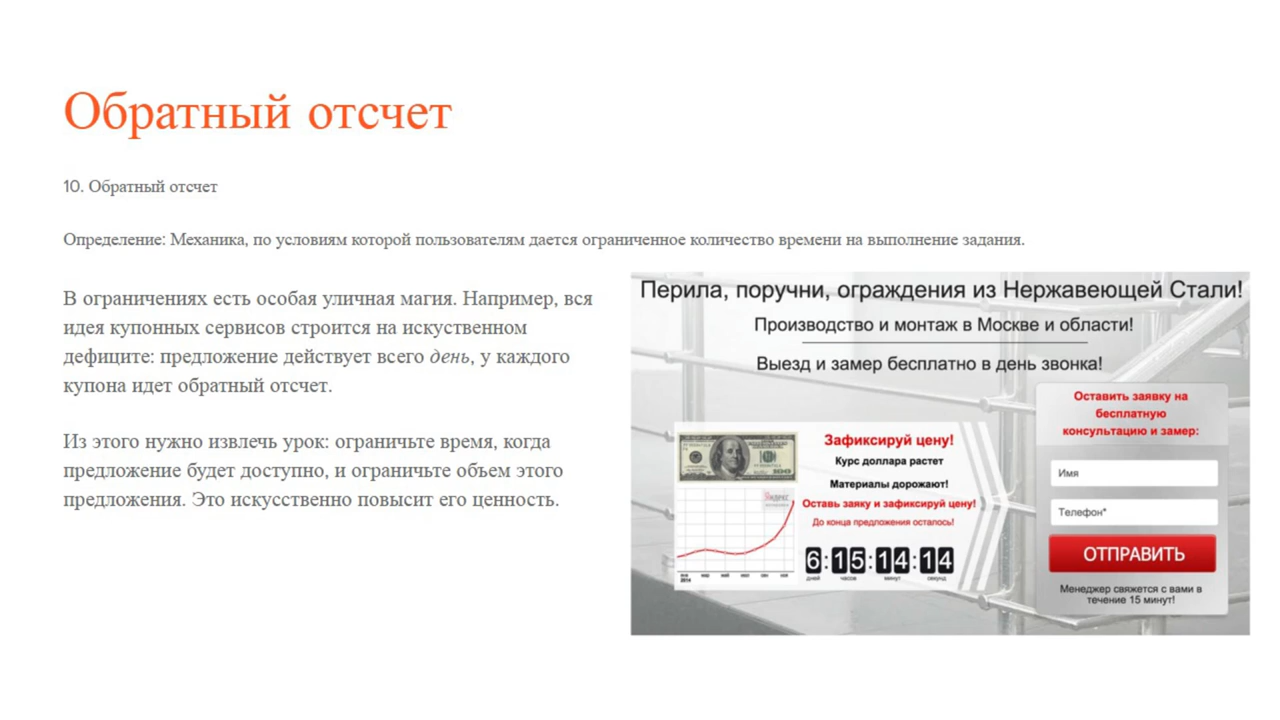 Обратный отсчет
10. Обратный отсчет
Определение: Механика, по условиям которой пользователям дается ограниченное количество времени на выполнение задания.
В ограничениях есть особая уличная магия. Например, вся
идея купонных сервисов строится на искуственном
дефиците: предложение действует всего день, у каждого
купона идет обратный отсчет.
Из этого нужно извлечь урок: ограничьте время, когда
предложение будет доступно, и ограничьте объем этого
предложения. Это искусственно повысит его ценность.
Перила, поручни, ограждения из Нержавеющей Стали!
Производство и монтаж в Москве и области!
Выезд и замер бесплатно в день звонка!
Зафиксируй цену!
Курс доллара растет
Материалы дорожают!
Оставь заяку и зафиксируй цену!
До конца предложения осталось!
6:15:14:14
дней часов минут секунд
Яндекс
100
2014
Оставить заявку на
бесплатную
консультацию и замер:
Имя
Телефон*
ОТПРАВИТЬ
Менеджер свяжется с вами в
течение 15 минут!